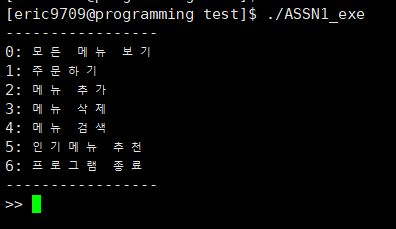 [eric9709@programming test]$ ./ASSN1_exe
-----------------
0: 모든 메뉴 보기
1: 주문하기
2: 메뉴 추가
3: 메뉴 삭제
4: 메뉴 검색
5: 인기메뉴 추천
6: 프로그램 종료
-----------------
>>